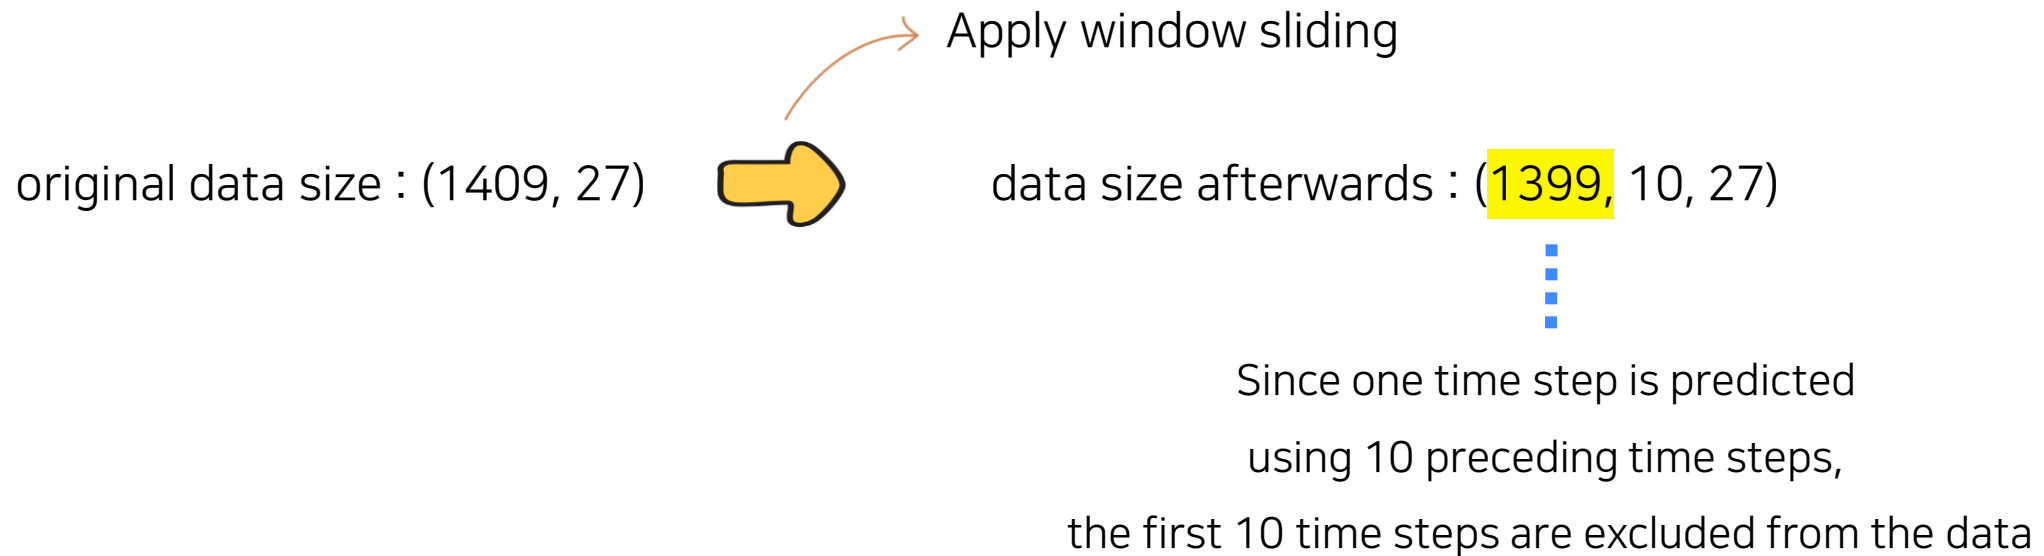 Apply window sliding
original data size : (1409, 27)
data size afterwards : (1399, 10, 27)
Since one time step is predicted
using 10 preceding time steps,
the first 10 time steps are excluded from the data